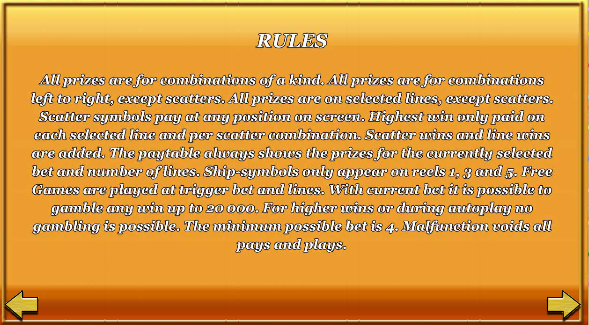 RULES
All prizes are for combinations of a kind. All prizes are for combinations
left to right, except scatters. All prizes are on selected lines, except scatters.
Scatter symbols pay at any position on screen. Highest win only paid on
each selected line and per scatter combination. Scatter wins and line wins
are added. The paytable always shows the prizes for the currently selected
bet and number of lines. Ship-symbols only appear on reels 1, 3 and 5. Free
Games are played at trigger bet and lines. With current bet it is possible to
gamble any win up to 20 000. For higher wins or during autoplay no
gambling is possible. The minimum possible bet is 4. Malfunction voids all
pays and plays.